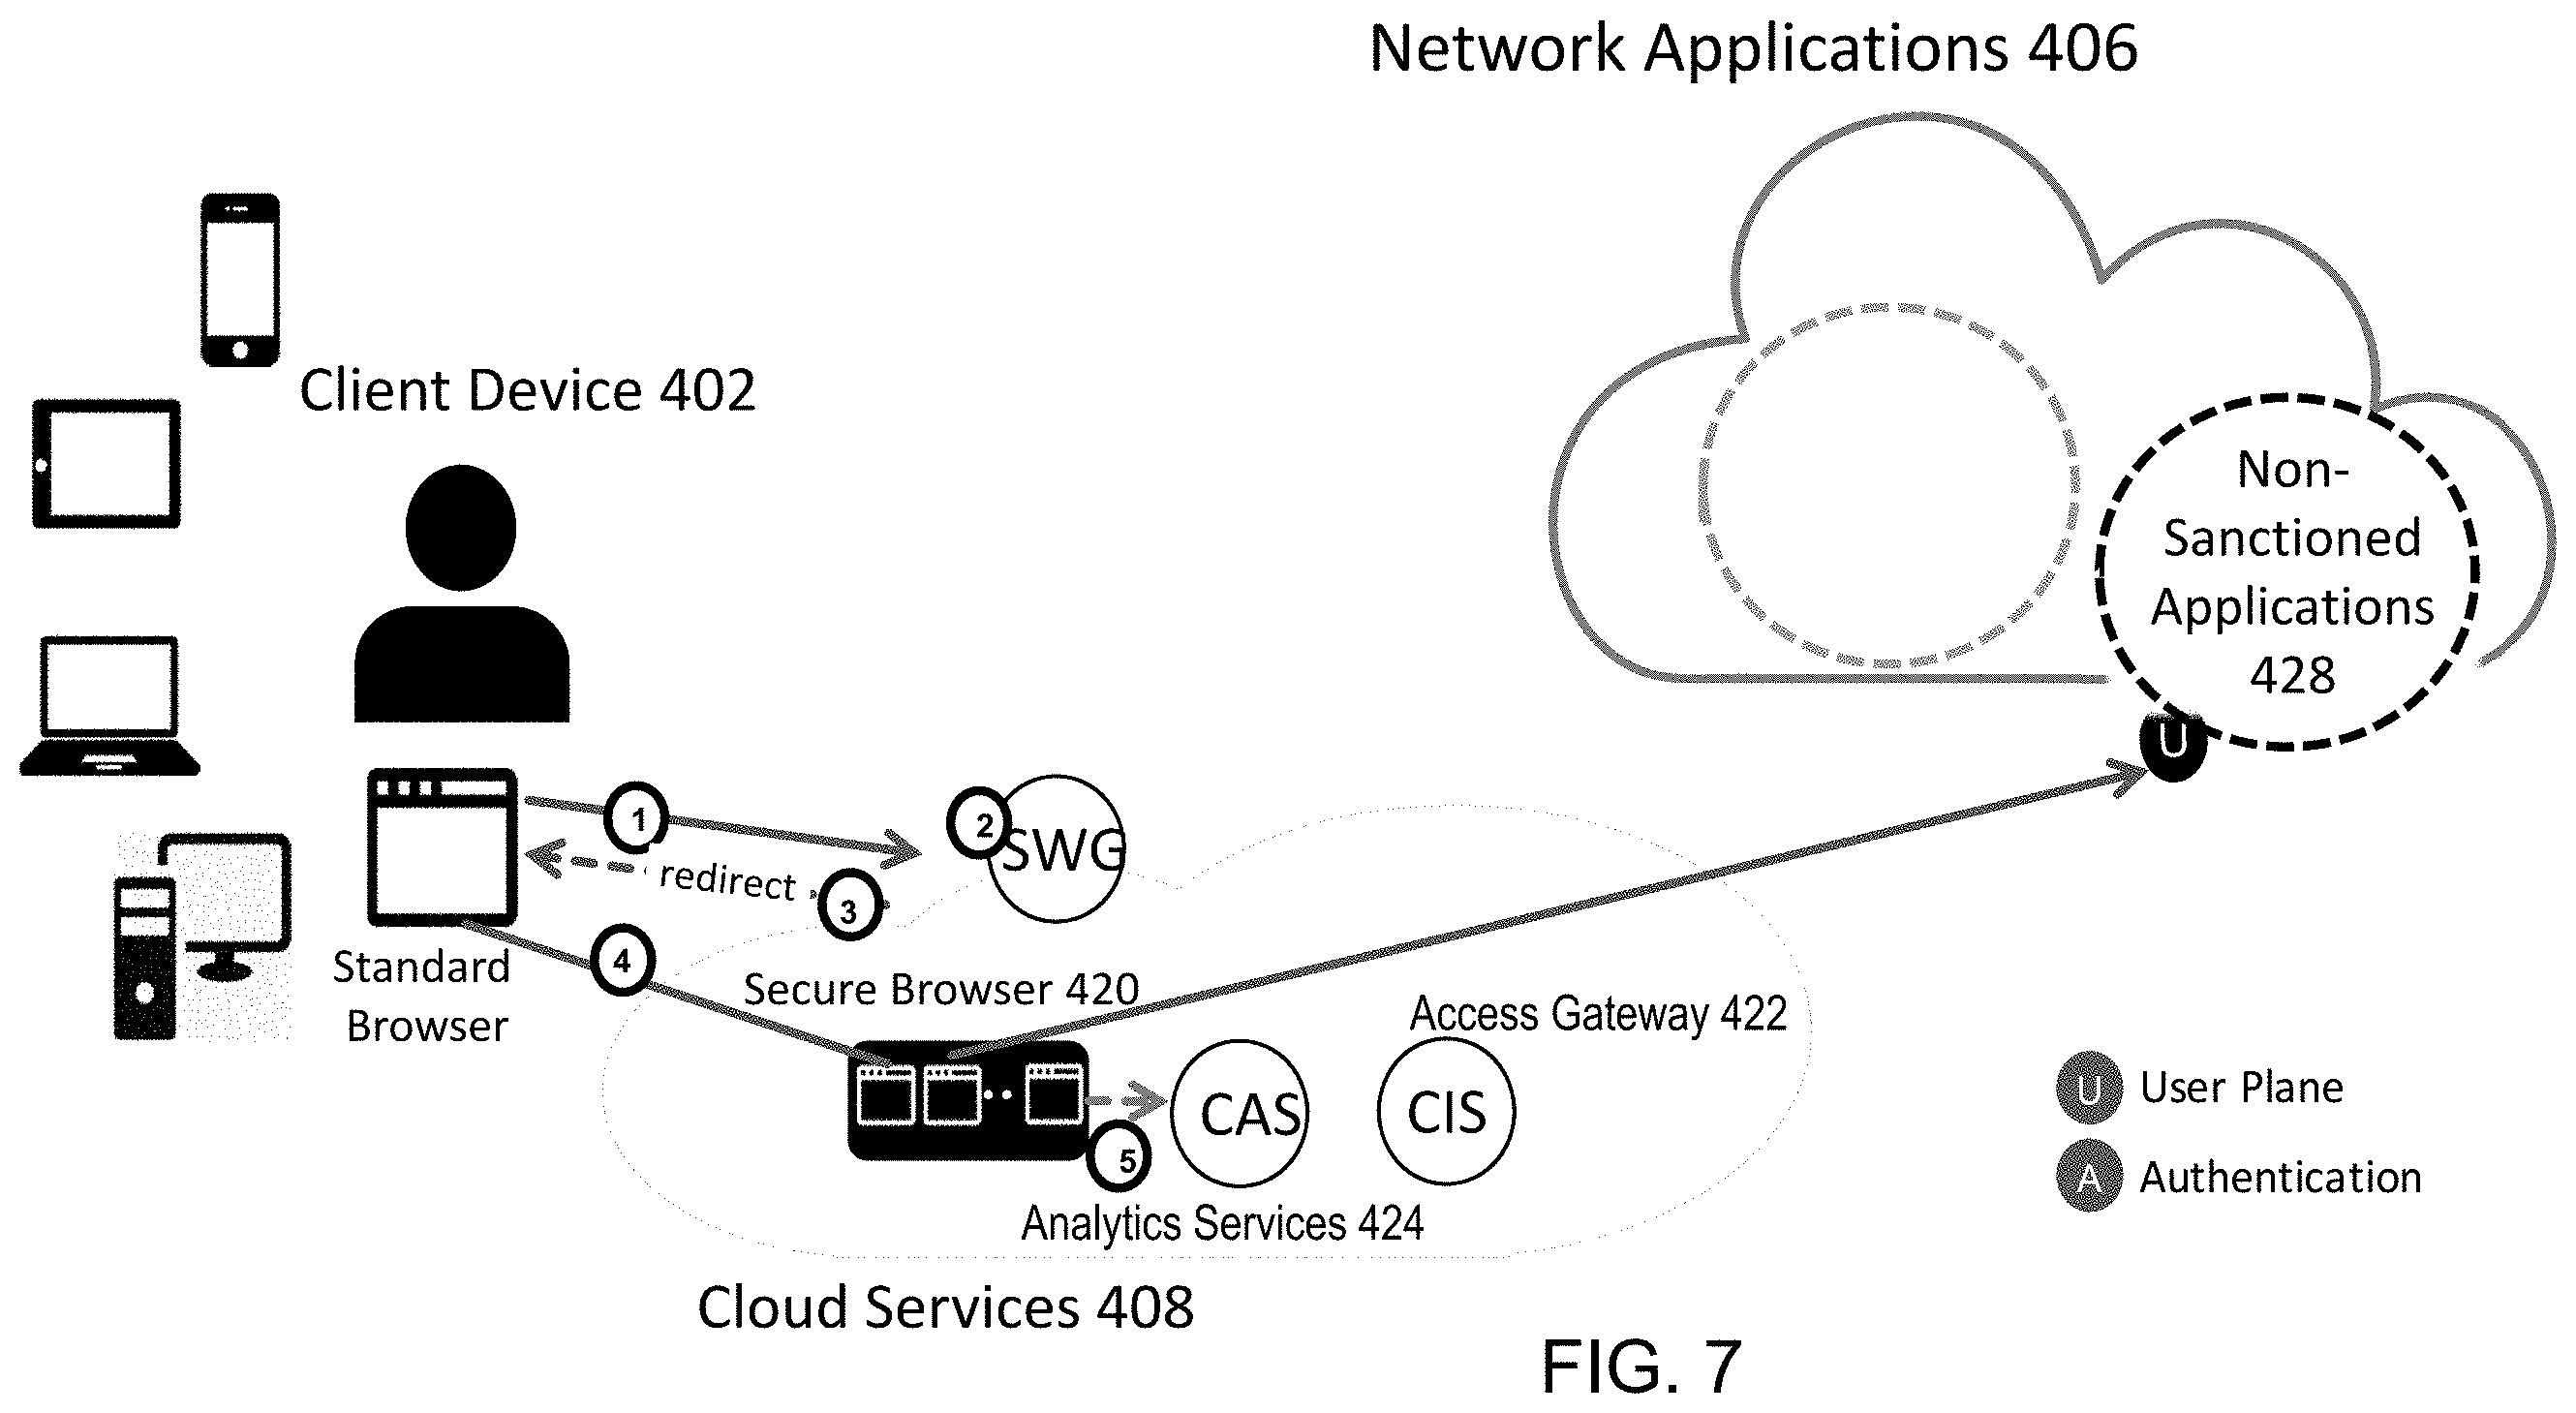 Network Applications 406
Client Device 402
Non-
Sanctioned
Applications
428
U
1
2
SWG
redirect
3
4
Standard
Browser
Secure Browser 420
Access Gateway 422
CAS
CIS
5
Analytics Services 424
U User Plane
A Authentication
Cloud Services 408
FIG. 7